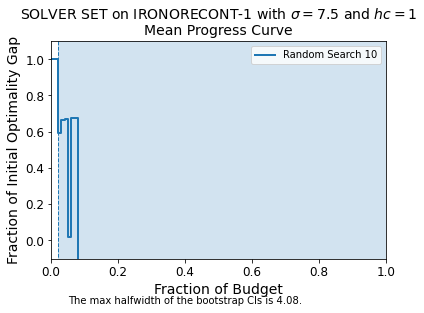 SOLVER SET on IRONORECONT-1 with σ = 7.5 and hc = 1
Mean Progress Curve
Random Search 10
Fraction of Initial Optimality Gap
1.0
0.8
0.6
0.4
0.2
0.0
0.0 0.2 0.4 0.6 0.8 1.0
Fraction of Budget
The max halfwidth of the bootstrap CIs is 4.08.